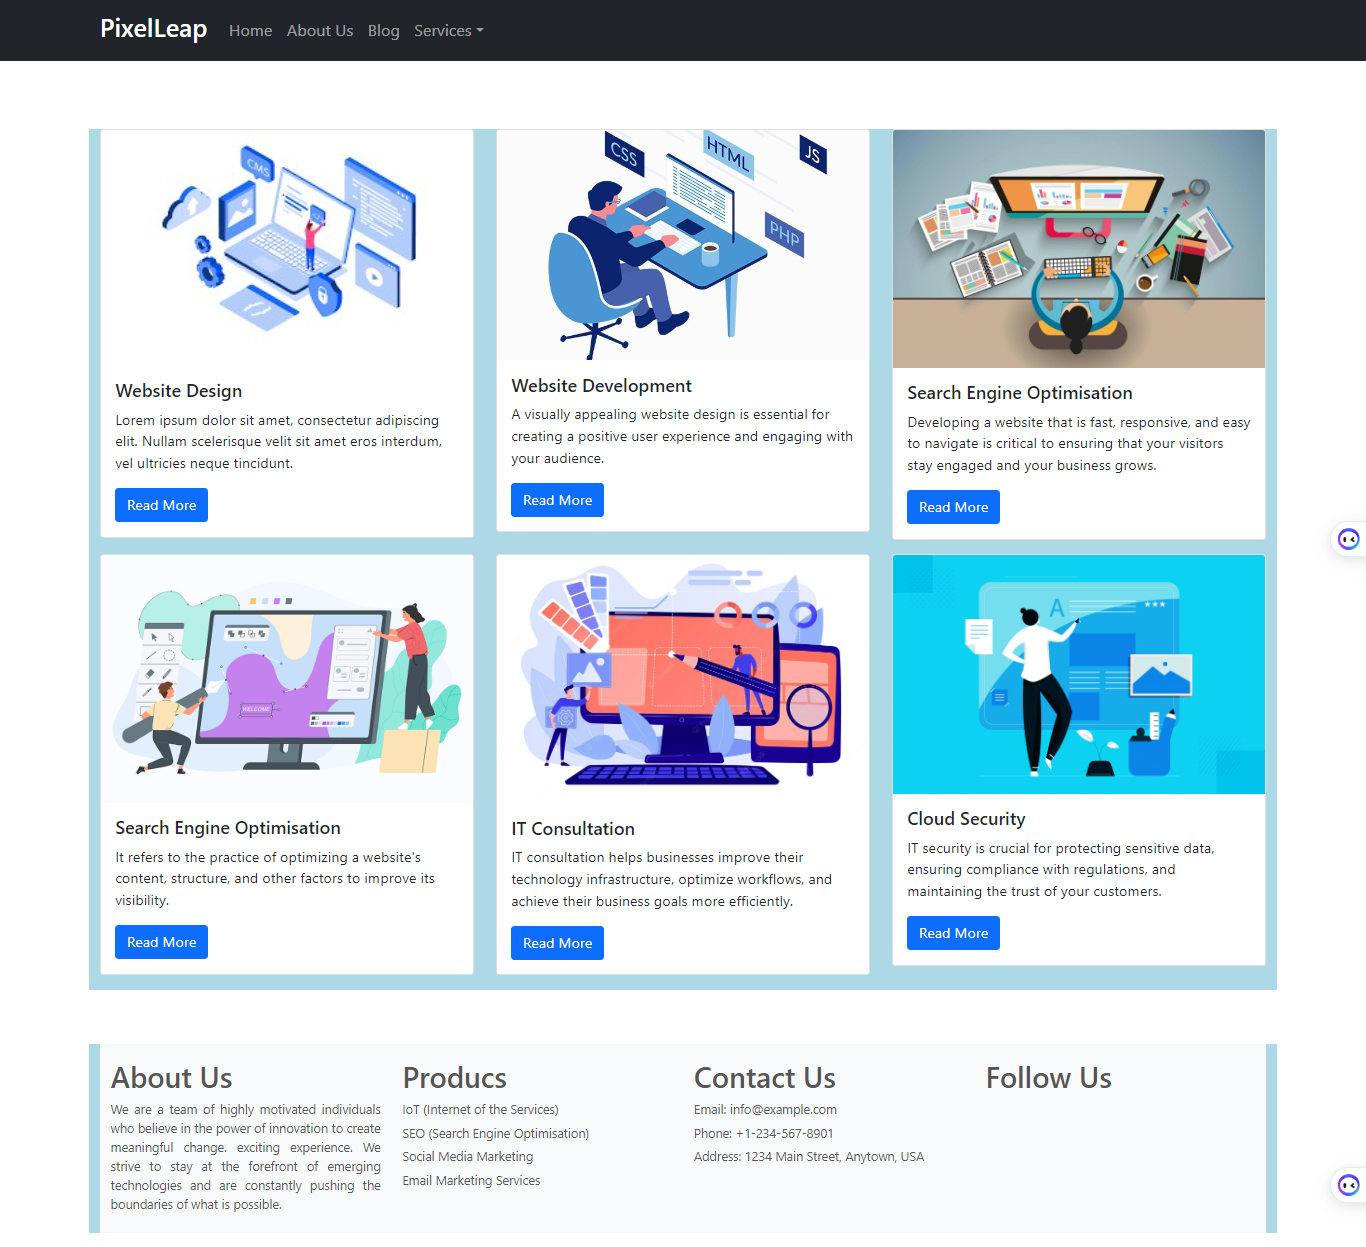 PixelLeap Home About Us Blog Services
CMS
CSS
HTML
JS
PHP
Website Design
Lorem ipsum dolor sit amet, consectetur adipiscing
elit. Nullam scelerisque velit sit amet eros interdum,
vel ultricies neque tincidunt.
Read More
Website Development
A visually appealing website design is essential for
creating a positive user experience and engaging with
your audience.
Read More
Search Engine Optimisation
Developing a website that is fast, responsive, and easy
to navigate is critical to ensuring that your visitors
stay engaged and your business grows.
Read More
WELCOME
A
Search Engine Optimisation
It refers to the practice of optimizing a website's
content, structure, and other factors to improve its
visibility.
Read More
IT Consultation
IT consultation helps businesses improve their
technology infrastructure, optimize workflows, and
achieve their business goals more efficiently.
Read More
Cloud Security
IT security is crucial for protecting sensitive data,
ensuring compliance with regulations, and
maintaining the trust of your customers.
Read More
About Us
We are a team of highly motivated individuals
who believe in the power of innovation to create
meaningful change. exciting experience. We
strive to stay at the forefront of emerging
technologies and are constantly pushing the
boundaries of what is possible.
Producs
IoT (Internet of the Services)
SEO (Search Engine Optimisation)
Social Media Marketing
Email Marketing Services
Contact Us
Email: info@example.com
Phone: +1-234-567-8901
Address: 1234 Main Street, Anytown, USA
Follow Us